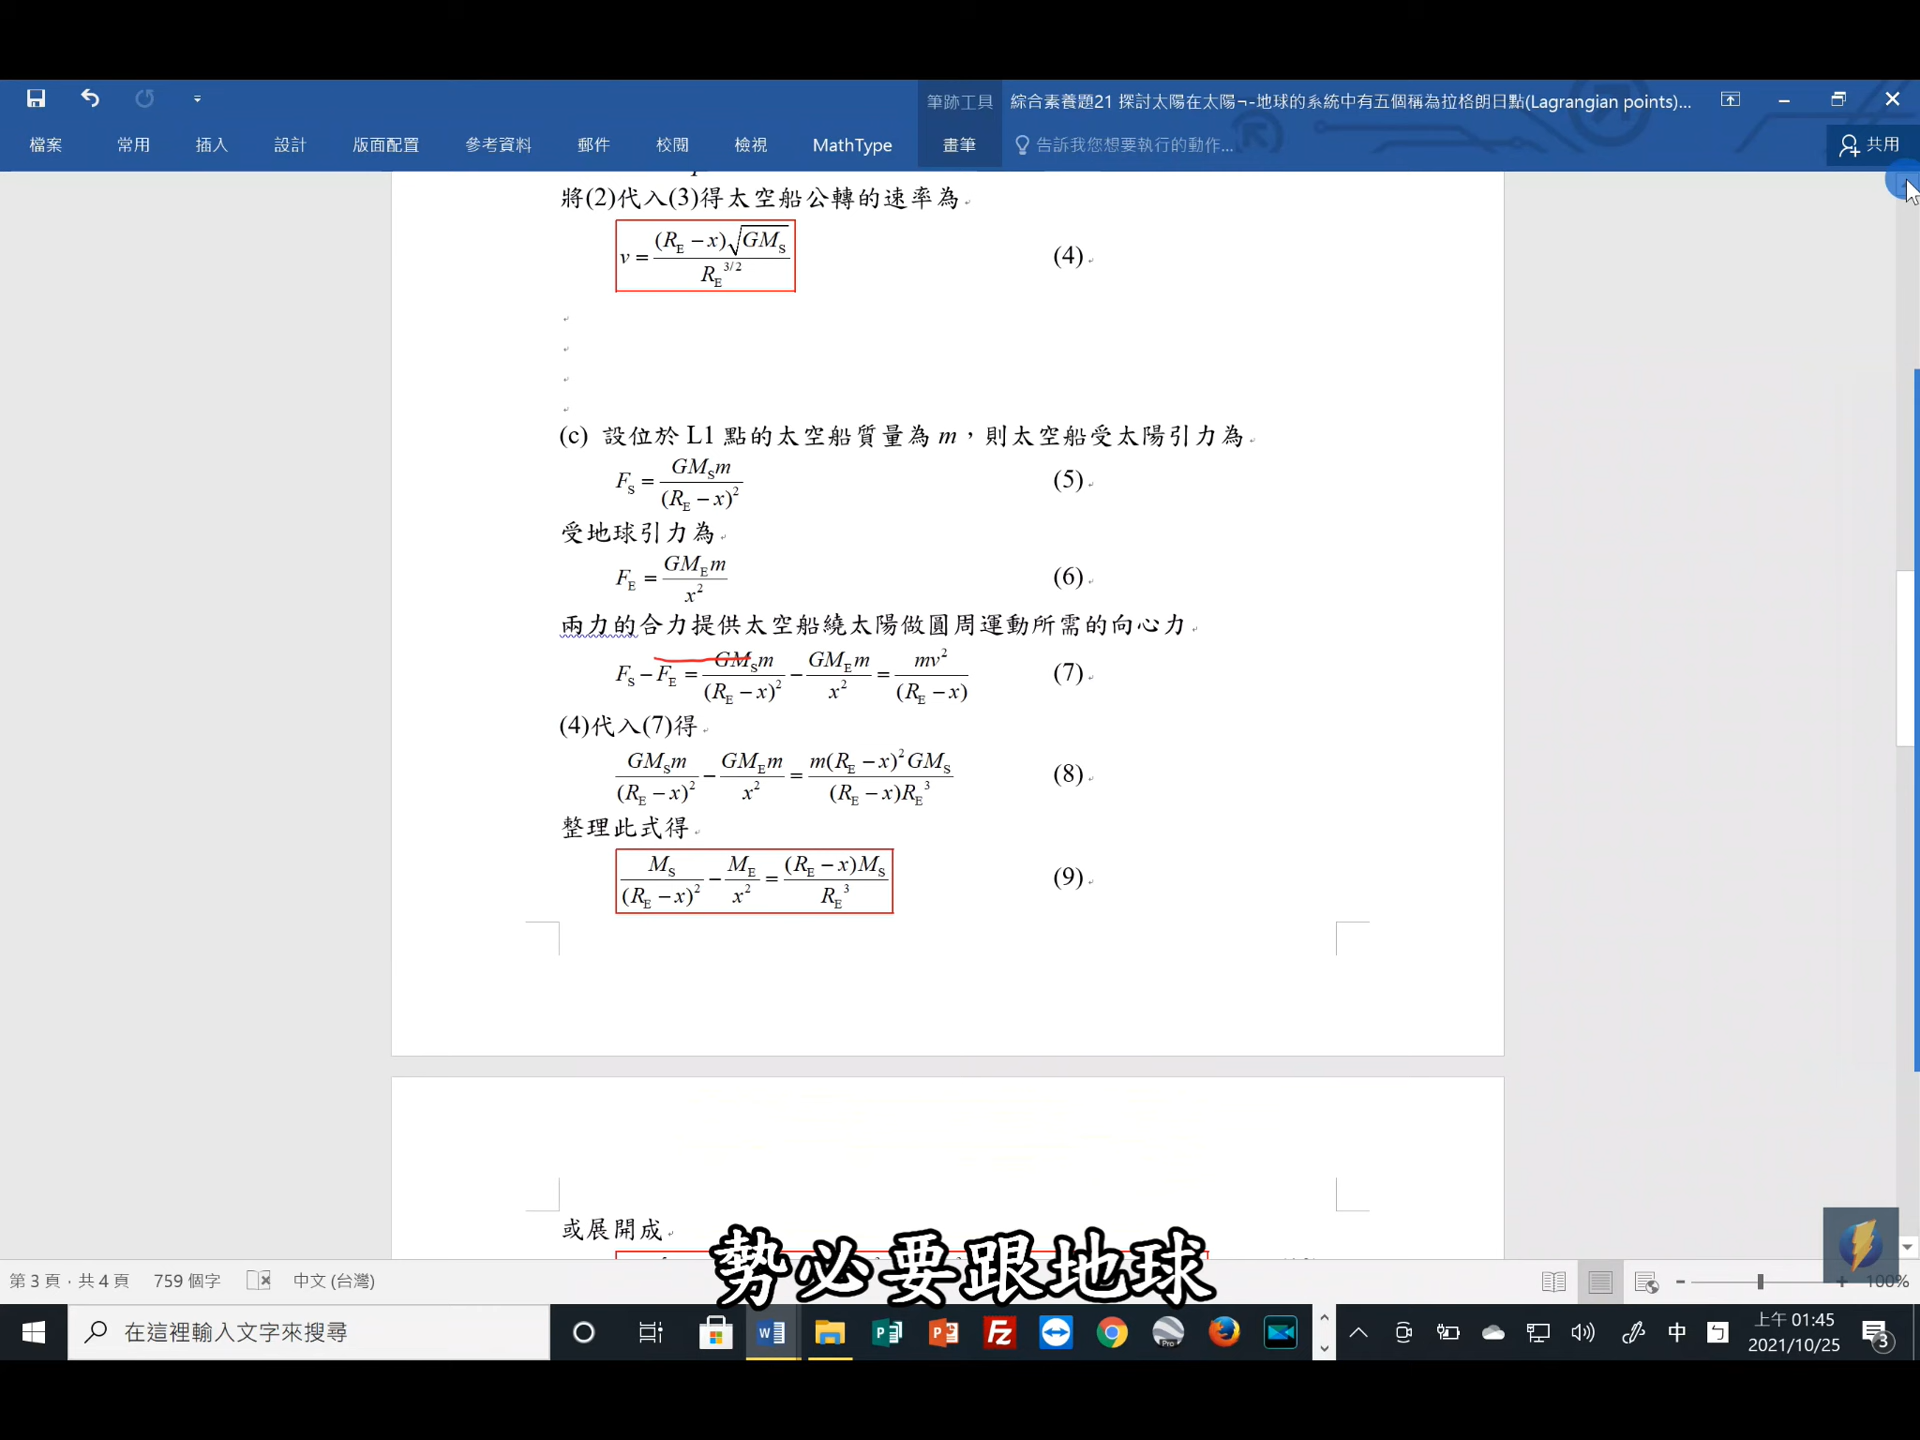 筆跡工具
綜合素養題21 探討太陽在太陽¬-地球的系統中有五個稱為拉格朗日點(Lagrangian points)...
檔案 常用 插入 設計 版面配置 參考資料 郵件 校閱 檢視 MathType 畫筆 告訴我您想要執行的動作... 共用
將(2)代入(3)得太空船公轉的速率為
v = (R_E − x)√(GM_S) / R_E^{3/2} (4)
(c) 設位於 L1 點的太空船質量為 m，則太空船受太陽引力為
F_S = GM_S m / (R_E − x)^2 (5)
受地球引力為
F_E = GM_E m / x^2 (6)
兩力的合力提供太空船繞太陽做圓周運動所需的向心力
F_S − F_E = GM_S m / (R_E − x)^2 − GM_E m / x^2 = mv^2 / (R_E − x) (7)
(4)代入(7)得
GM_S m / (R_E − x)^2 − GM_E m / x^2 = m(R_E − x)^2 GM_S / (R_E − x)R_E^3 (8)
整理此式得
M_S / (R_E − x)^2 − M_E / x^2 = (R_E − x)M_S / R_E^3 (9)
或展開成
勢必要跟地球
第 3 頁，共 4 頁 759 個字 中文 (台灣) 100%
在這裡輸入文字來搜尋
中
上午 01:45
2021/10/25
3